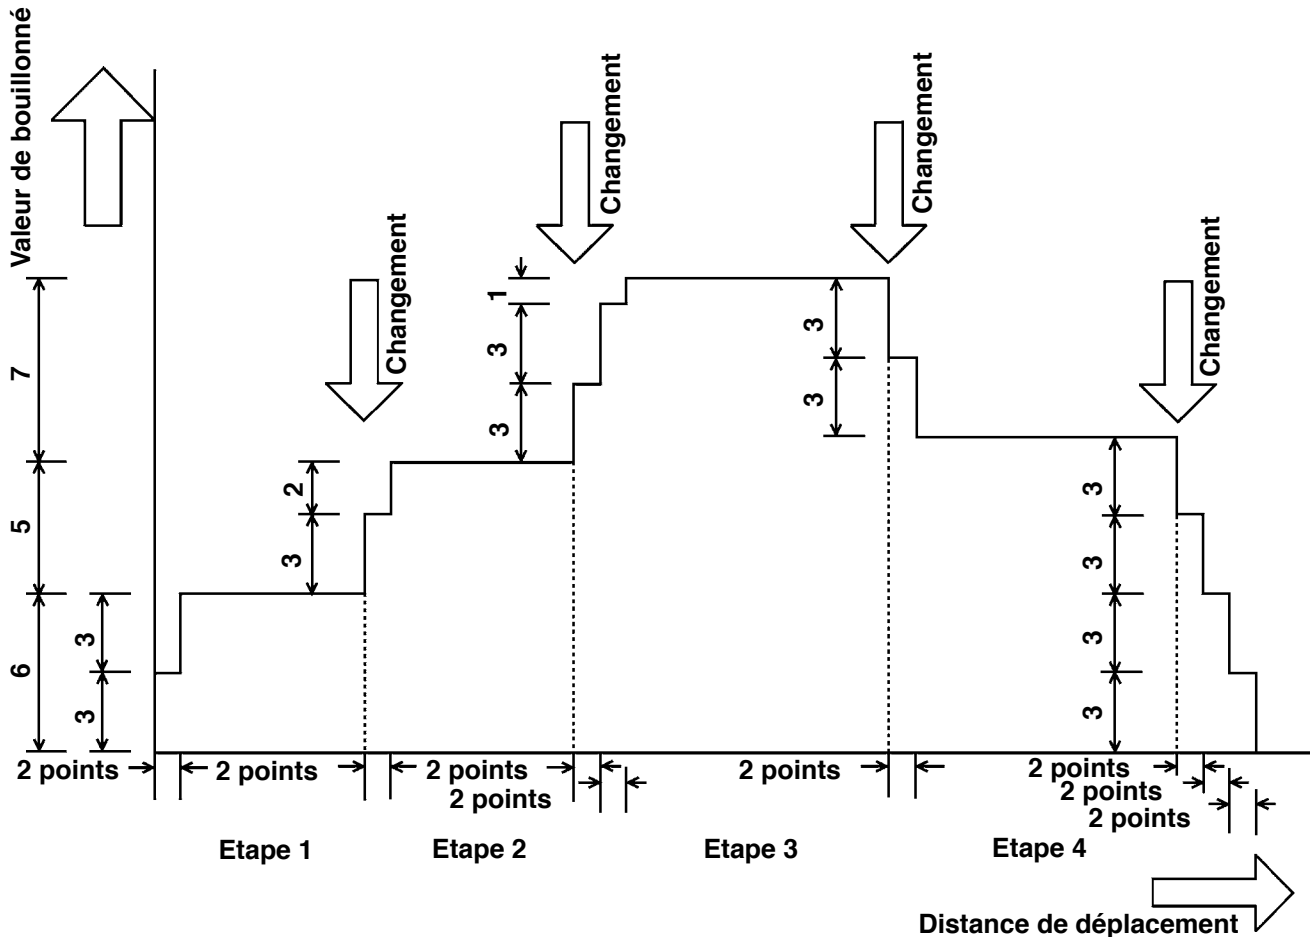 Valeur de bouillonné
Changement
Changement
Changement
Changement
7
5
6
3
3
2
3
1
3
3
3
3
3
3
3
3
2 points
2 points
2 points
2 points
2 points
2 points
2 points
2 points
Etape 1
Etape 2
Etape 3
Etape 4
Distance de déplacement